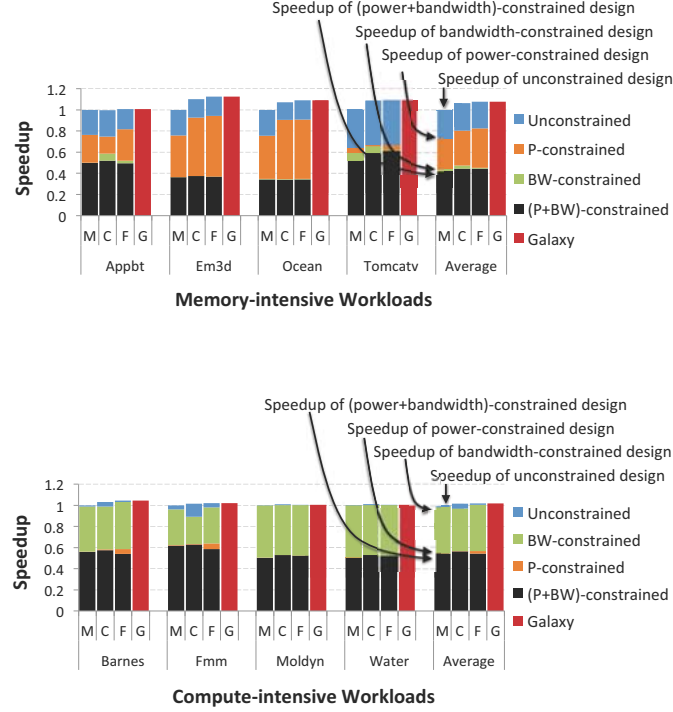 Speedup of (power+bandwidth)-constrained design
Speedup of bandwidth-constrained design
Speedup of power-constrained design
Speedup of unconstrained design
1.2
1
0.8
0.6
0.4
0.2
0
Speedup
Unconstrained
P-constrained
BW-constrained
(P+BW)-constrained
Galaxy
M C F G M C F G M C F G M C F G M C F G
Appbt Em3d Ocean Tomcatv Average
Memory-intensive Workloads
Speedup of (power+bandwidth)-constrained design
Speedup of power-constrained design
Speedup of bandwidth-constrained design
Speedup of unconstrained design
1.2
1
0.8
0.6
0.4
0.2
0
Speedup
Unconstrained
BW-constrained
P-constrained
(P+BW)-constrained
Galaxy
M C F G M C F G M C F G M C F G M C F G
Barnes Fmm Moldyn Water Average
Compute-intensive Workloads